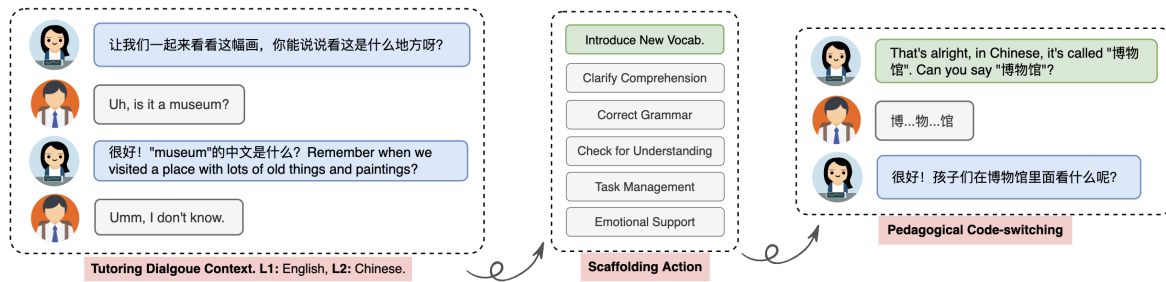 让我们一起来看看这幅画，你能说说看这是什么地方呀?
Uh, is it a museum?
很好！"museum"的中文是什么？Remember when we
visited a place with lots of old things and paintings?
Umm, I don't know.
Tutoring Dialgoue Context. L1: English, L2: Chinese.
Introduce New Vocab.
Clarify Comprehension
Correct Grammar
Check for Understanding
Task Management
Emotional Support
Scaffolding Action
That's alright, in Chinese, it's called "博物
馆". Can you say "博物馆"?
博...物...馆
很好！孩子们在博物馆里面看什么呢?
Pedagogical Code-switching